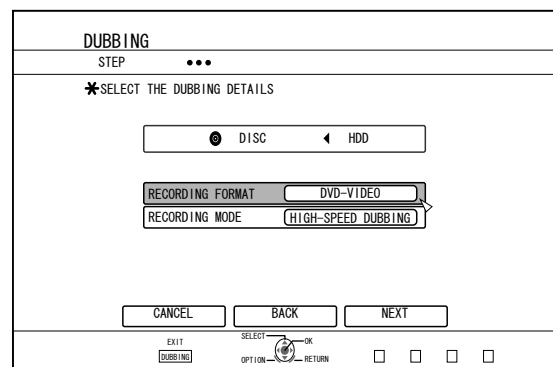 DUBBING
STEP
✱SELECT THE DUBBING DETAILS
DISC HDD
RECORDING FORMAT DVD-VIDEO
RECORDING MODE HIGH-SPEED DUBBING
CANCEL BACK NEXT
EXIT SELECT OK
DUBBING OPTION RETURN